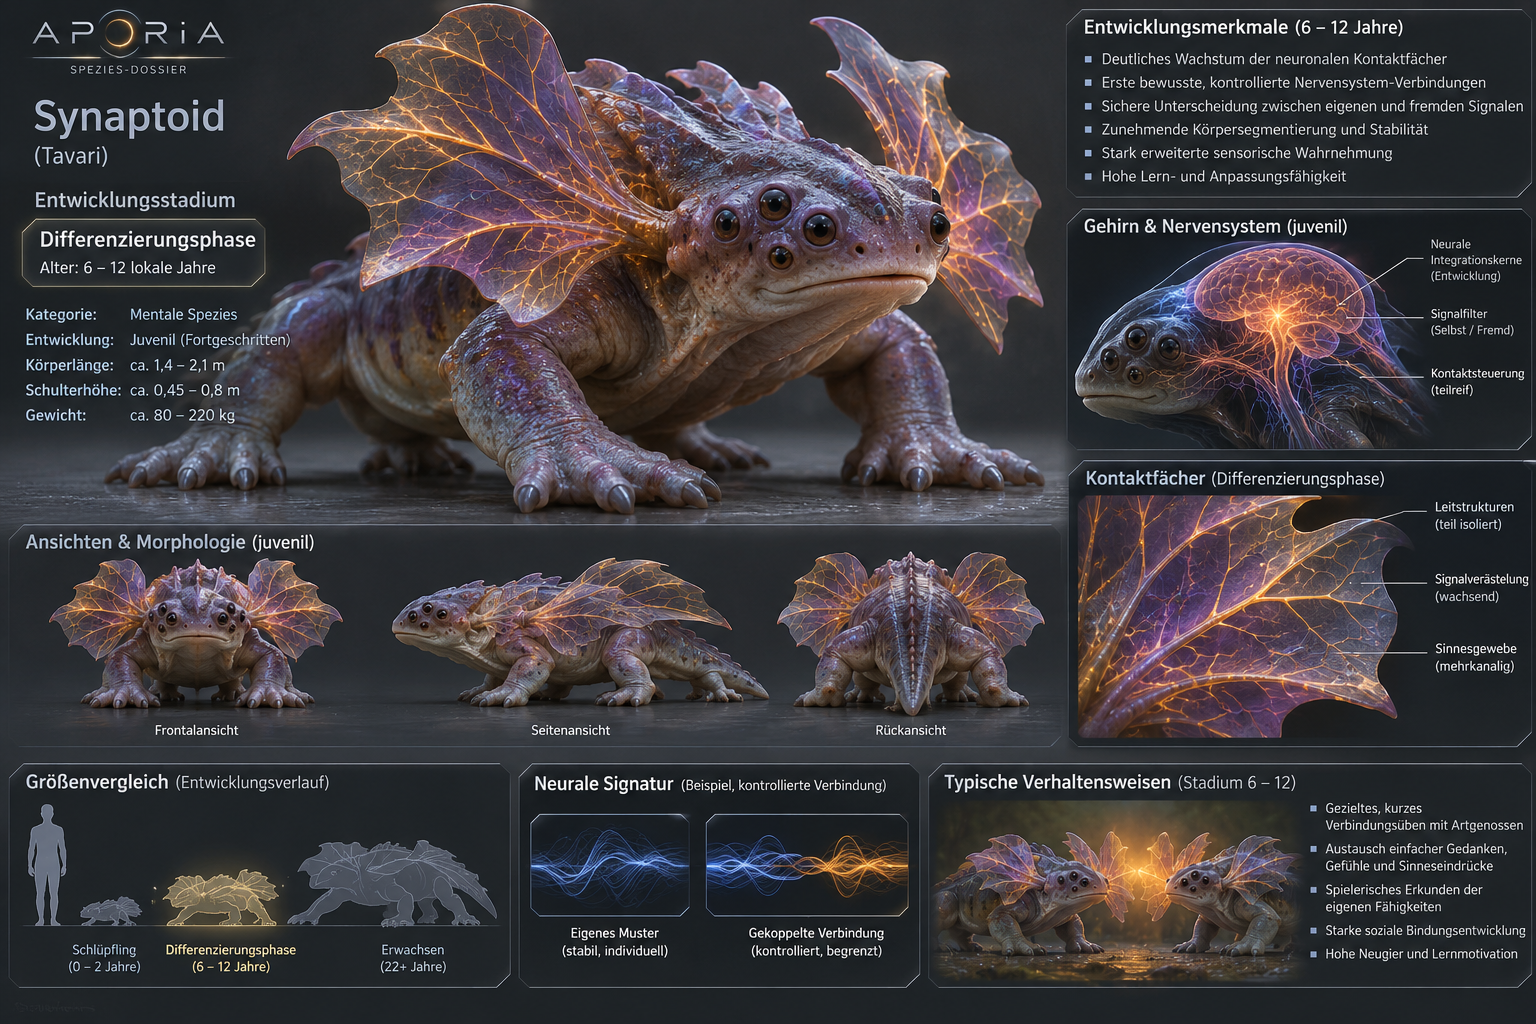 APORiA
SPEZIES-DOSSIER
Synaptoid
(Tavari)
Entwicklungsstadium
Differenzierungsphase
Alter: 6 – 12 lokale Jahre
Kategorie: Mentale Spezies
Entwicklung: Juvenil (Fortgeschritten)
Körperlänge: ca. 1,4 – 2,1 m
Schulterhöhe: ca. 0,45 – 0,8 m
Gewicht: ca. 80 – 220 kg
Entwicklungsmerkmale (6 – 12 Jahre)
Deutliches Wachstum der neuronalen Kontaktfächer
Erste bewusste, kontrollierte Nervensystem-Verbindungen
Sichere Unterscheidung zwischen eigenen und fremden Signalen
Zunehmende Körpersegmentierung und Stabilität
Stark erweiterte sensorische Wahrnehmung
Hohe Lern- und Anpassungsfähigkeit
Gehirn & Nervensystem (juvenil)
Neurale
Integrationskerne
(Entwicklung)
Signalfilter
(Selbst / Fremd)
Kontaktsteuerung
(teilreif)
Kontaktfächer (Differenzierungsphase)
Leitstrukturen
(teil isoliert)
Signalverästelung
(wachsend)
Sinnesgewebe
(mehrkanalig)
Ansichten & Morphologie (juvenil)
Frontalansicht
Seitenansicht
Rückansicht
Größenvergleich (Entwicklungsverlauf)
Schlüpfling
(0 – 2 Jahre)
Differenzierungsphase
(6 – 12 Jahre)
Erwachsen
(22+ Jahre)
Neurale Signatur (Beispiel, kontrollierte Verbindung)
Eigenes Muster
(stabil, individuell)
Gekoppelte Verbindung
(kontrolliert, begrenzt)
Typische Verhaltensweisen (Stadium 6 – 12)
Gezieltes, kurzes
Verbindungsüben mit Artgenossen
Austausch einfacher Gedanken,
Gefühle und Sinneseindrücke
Spielerisches Erkunden der
eigenen Fähigkeiten
Starke soziale Bindungsentwicklung
Hohe Neugier und Lernmotivation